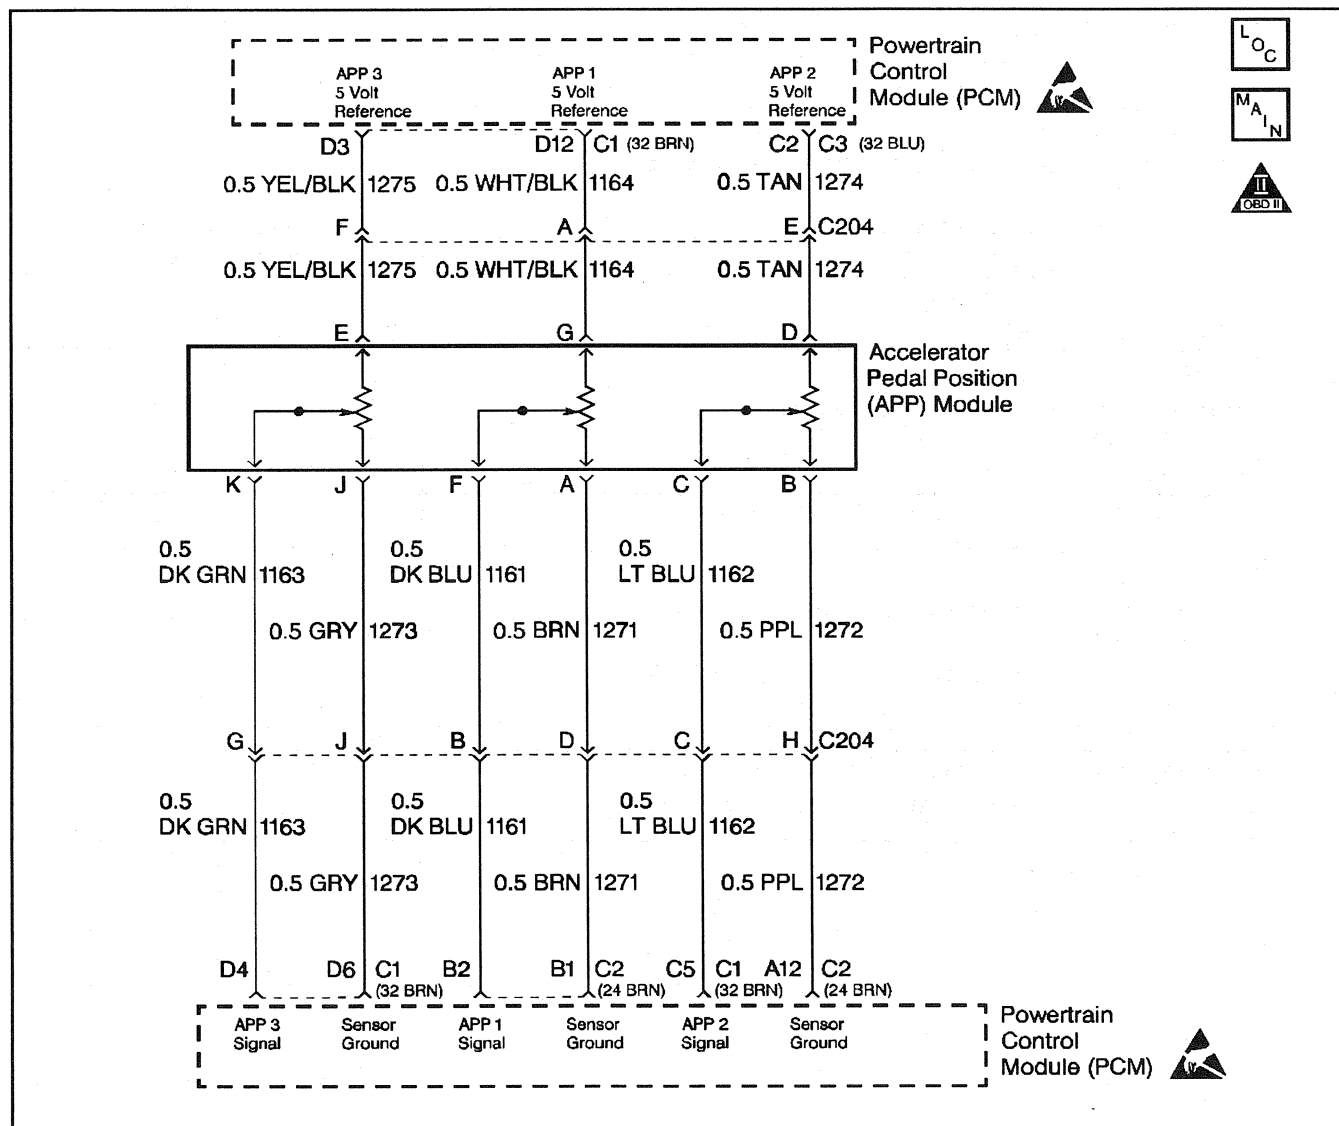 APP 3
5 Volt
Reference
APP 1
5 Volt
Reference
APP 2
5 Volt
Reference
Powertrain
Control
Module (PCM)
LOC
MAIN
II
OBD II
D3 D12 C1 (32 BRN) C2 C3 (32 BLU)
0.5 YEL/BLK 1275 0.5 WHT/BLK 1164 0.5 TAN 1274
F A E C204
0.5 YEL/BLK 1275 0.5 WHT/BLK 1164 0.5 TAN 1274
E G D
Accelerator
Pedal Position
(APP) Module
K J F A C B
0.5
DK GRN 1163
0.5
DK BLU 1161
0.5
LT BLU 1162
0.5 GRY 1273 0.5 BRN 1271 0.5 PPL 1272
G J B D C H C204
0.5
DK GRN 1163
0.5
DK BLU 1161
0.5
LT BLU 1162
0.5 GRY 1273 0.5 BRN 1271 0.5 PPL 1272
D4 D6 C1 B2 B1 C2 C5 C1 A12 C2
(32 BRN) (24 BRN) (32 BRN) (24 BRN)
APP 3
Signal
Sensor
Ground
APP 1
Signal
Sensor
Ground
APP 2
Signal
Sensor
Ground
Powertrain
Control
Module (PCM)